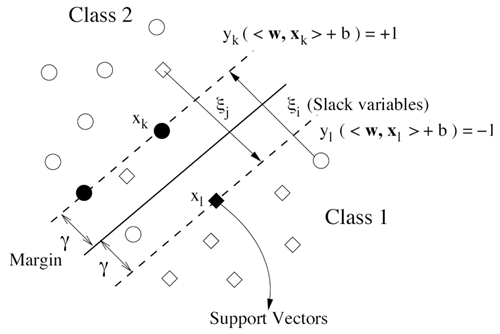 Class 2
y_k ( < w, x_k > + b ) = +1
x_k
ξ_j
ξ_i (Slack variables)
y_l ( < w, x_l > + b ) = −1
x_l
Class 1
γ
γ
Margin
Support Vectors